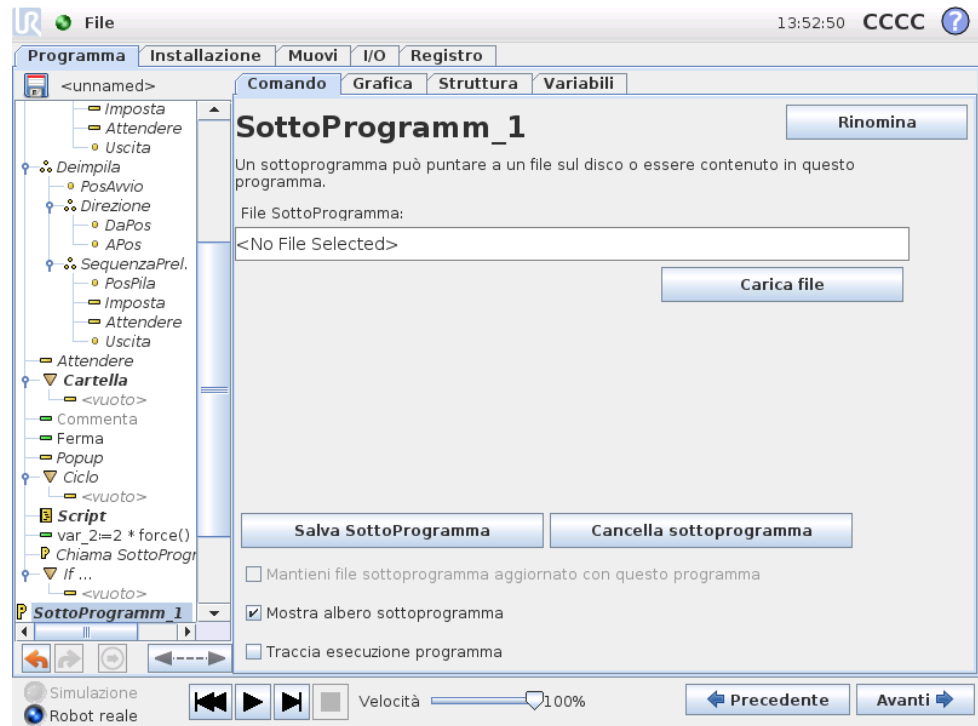 UR File 13:52:50 CCCC ?
Programma Installazione Muovi I/O Registro
<unnamed>
Comando Grafica Struttura Variabili
Imposta
Attendere
Uscita
Deimpila
PosAvvio
Direzione
DaPos
APos
SequenzaPrel.
PosPila
Imposta
Attendere
Uscita
Attendere
Cartella
<vuoto>
Commenta
Ferma
Popup
Ciclo
<vuoto>
Script
var_2:=2 * force()
Chiama SottoProgr
If ...
<vuoto>
SottoProgramm_1
SottoProgramm_1
Rinomina
Un sottoprogramma può puntare a un file sul disco o essere contenuto in questo
programma.
File SottoProgramma:
<No File Selected>
Carica file
Salva SottoProgramma Cancella sottoprogramma
Mantieni file sottoprogramma aggiornato con questo programma
Mostra albero sottoprogramma
Traccia esecuzione programma
Simulazione
Robot reale
Velocità 100%
Precedente Avanti